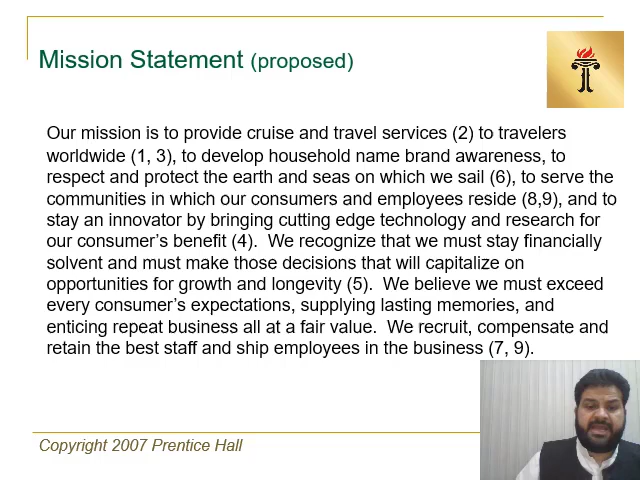 Mission Statement (proposed)
Our mission is to provide cruise and travel services (2) to travelers
worldwide (1, 3), to develop household name brand awareness, to
respect and protect the earth and seas on which we sail (6), to serve the
communities in which our consumers and employees reside (8,9), and to
stay an innovator by bringing cutting edge technology and research for
our consumer's benefit (4). We recognize that we must stay financially
solvent and must make those decisions that will capitalize on
opportunities for growth and longevity (5). We believe we must exceed
every consumer's expectations, supplying lasting memories, and
enticing repeat business all at a fair value. We recruit, compensate and
retain the best staff and ship employees in the business (7, 9).
Copyright 2007 Prentice Hall